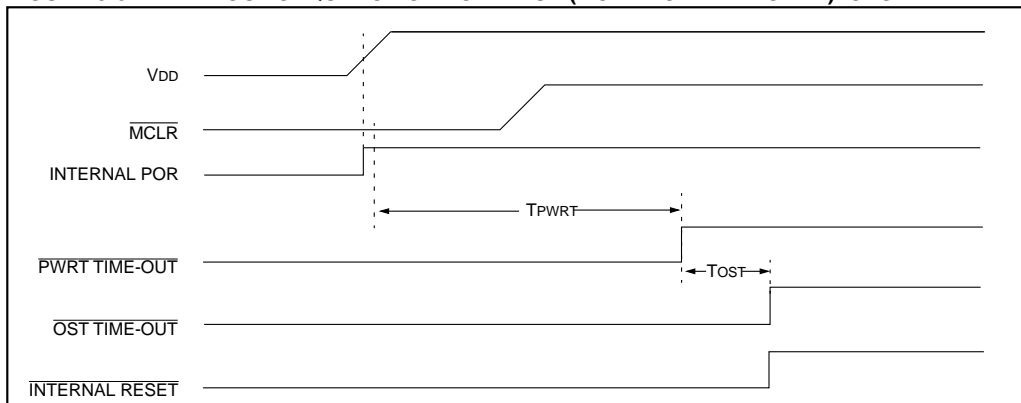 VDD
MCLR
INTERNAL POR
TPWRT
PWRT TIME-OUT
TOST
OST TIME-OUT
INTERNAL RESET